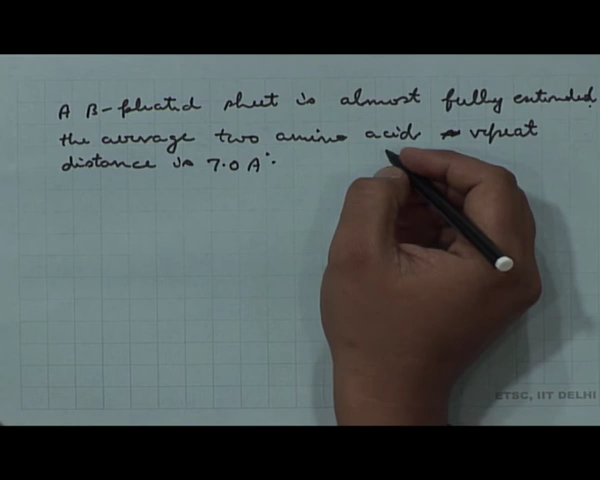 A β-pleated sheet is almost fully extended,
the average two amino acid repeat
distance is 7.0 A°.
ETSC, IIT DELHI